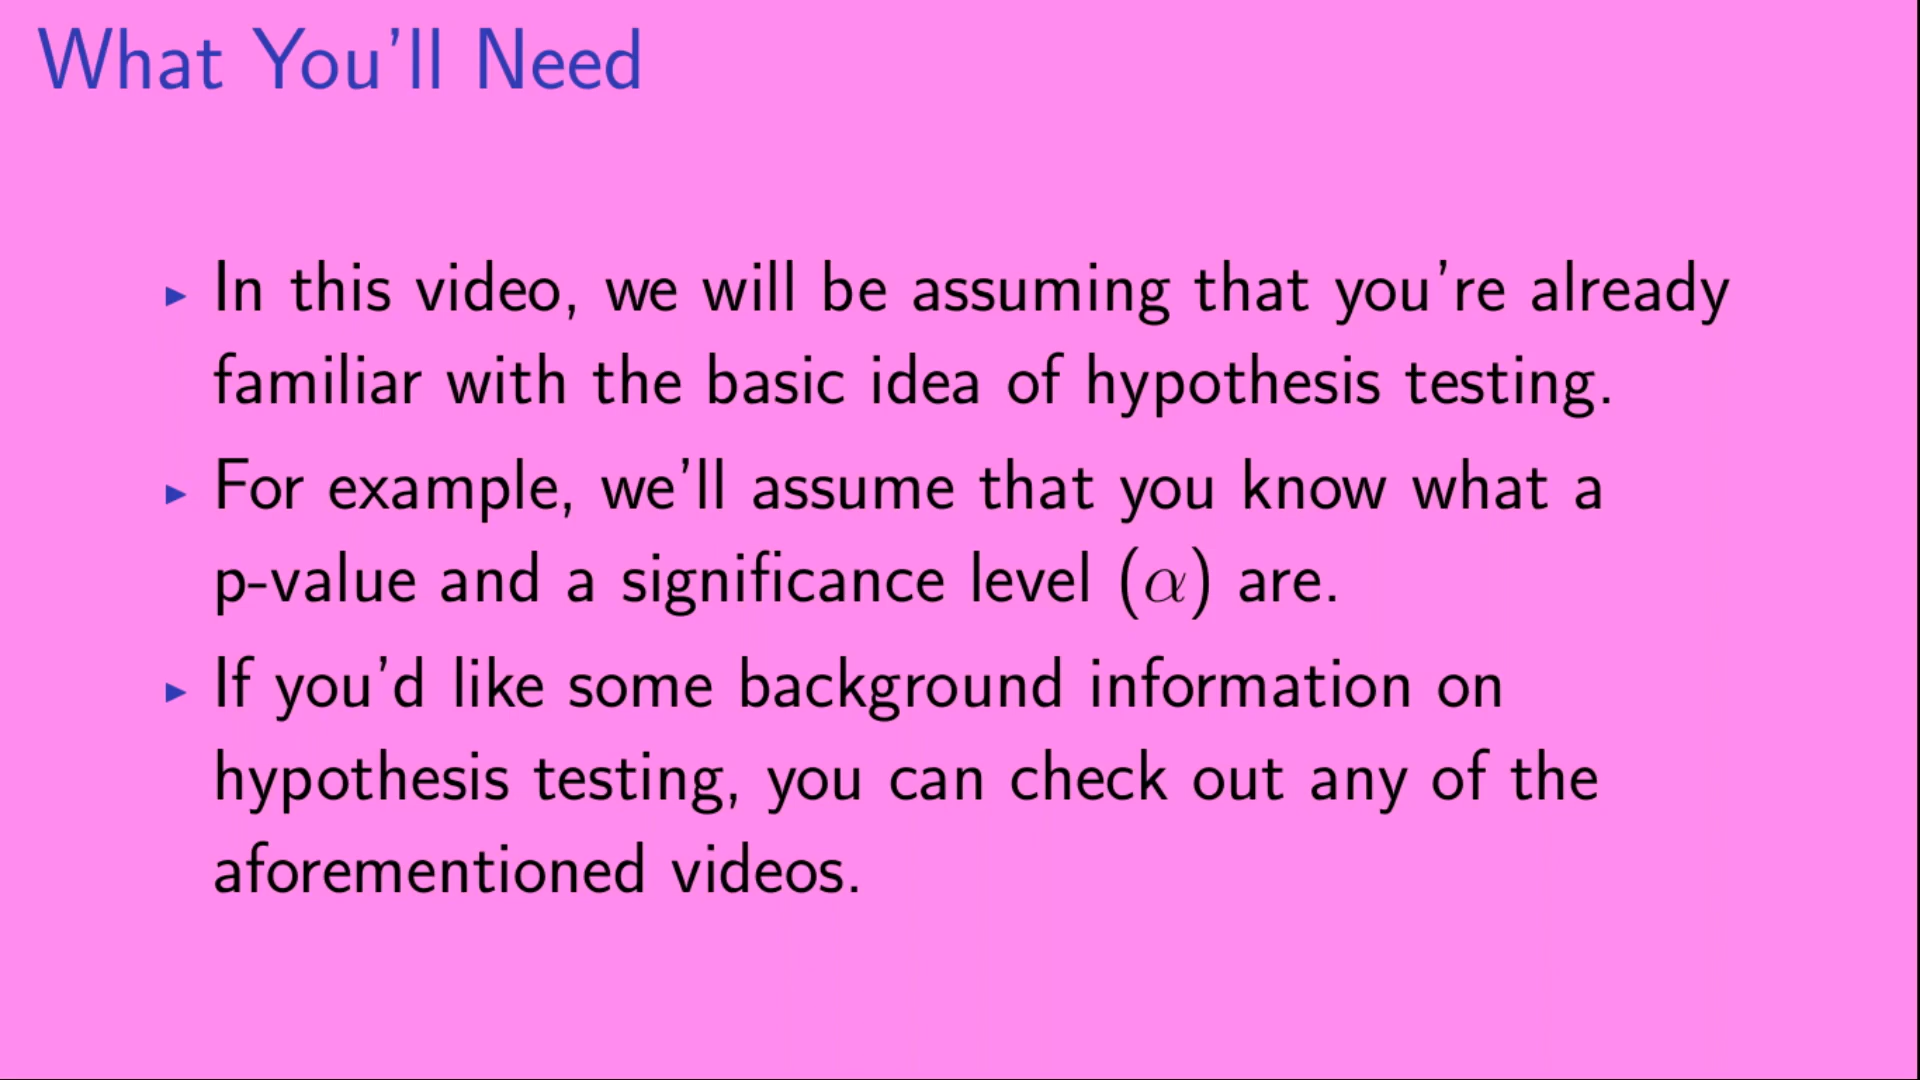 What You'll Need
▸ In this video, we will be assuming that you're already
familiar with the basic idea of hypothesis testing.
▸ For example, we'll assume that you know what a
p-value and a significance level (α) are.
▸ If you'd like some background information on
hypothesis testing, you can check out any of the
aforementioned videos.